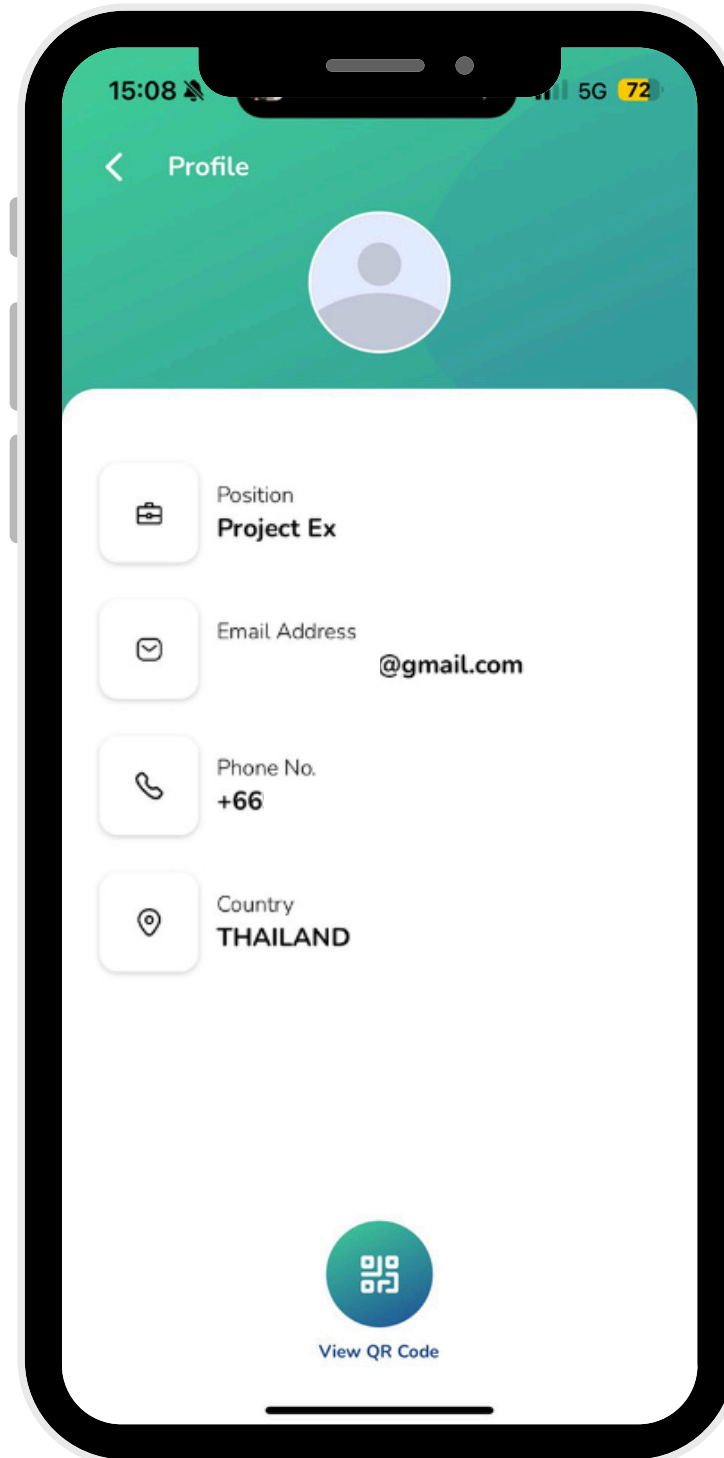 15:08
5G 72
Profile
Position
Project Ex
Email Address
@gmail.com
Phone No.
+66
Country
THAILAND
View QR Code